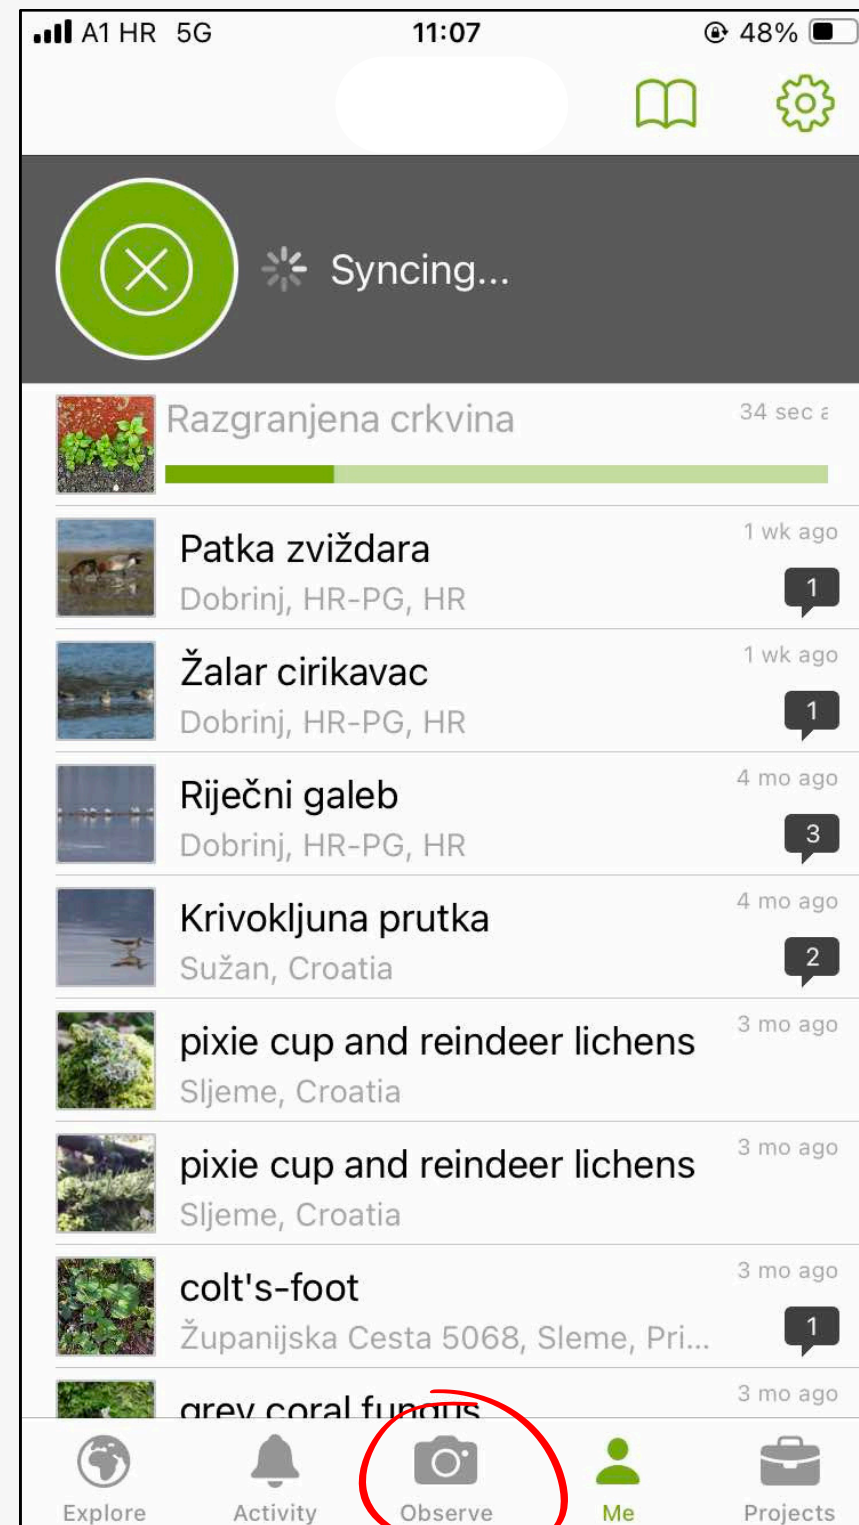 A1 HR 5G 11:07 48%
Syncing...
Razgranjena crkvina 34 sec
Patka zviždara 1 wk ago
Dobrinj, HR-PG, HR 1
Žalar cirikavac 1 wk ago
Dobrinj, HR-PG, HR 1
Riječni galeb 4 mo ago
Dobrinj, HR-PG, HR 3
Krivokljuna prutka 4 mo ago
Sužan, Croatia 2
pixie cup and reindeer lichens 3 mo ago
Sljeme, Croatia
pixie cup and reindeer lichens 3 mo ago
Sljeme, Croatia
colt's-foot 3 mo ago
Županijska Cesta 5068, Sleme, Pri... 1
grey coral fungus 3 mo ago
Explore Activity Observe Me Projects